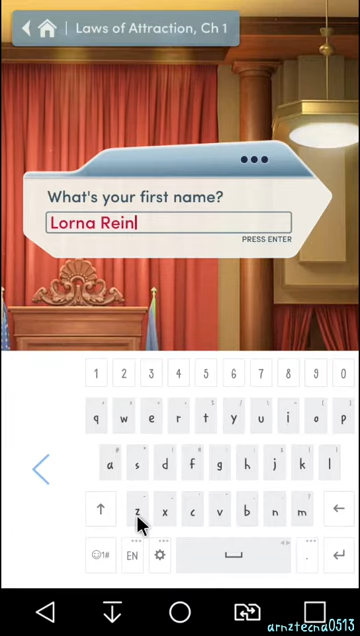 Laws of Attraction, Ch 1
What's your first name?
Lorna Rein
PRESS ENTER
1 2 3 4 5 6 7 8 9 0
q w e r t y u i o p
a s d f g h j k l
z x c v b n m
☺1# EN .
arnztecna0513